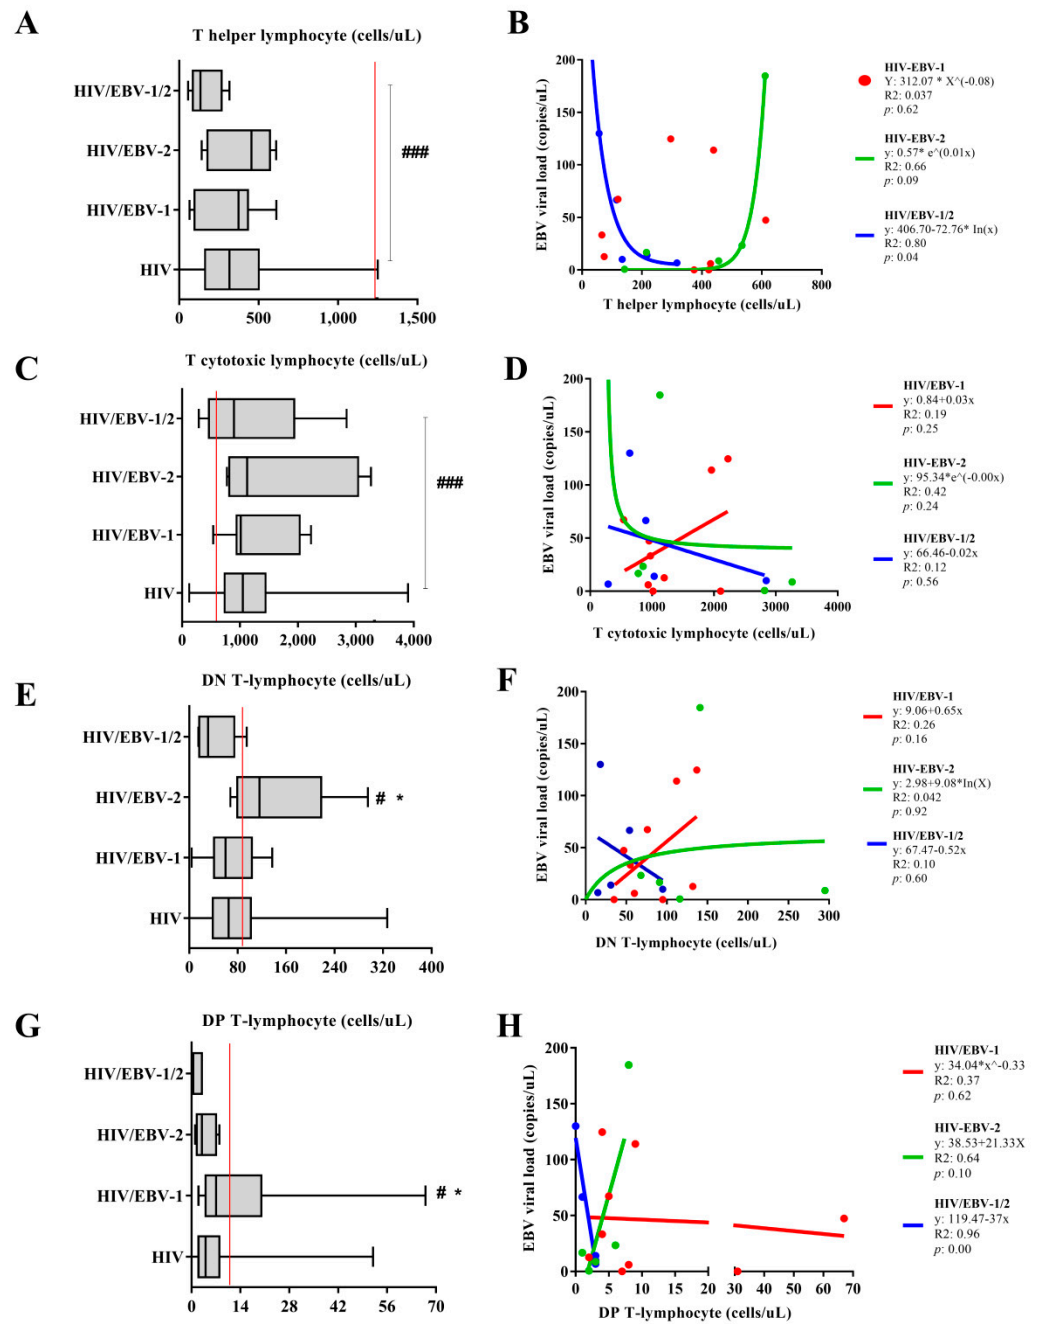 A
T helper lymphocyte (cells/uL)
HIV/EBV-1/2
HIV/EBV-2
HIV/EBV-1
HIV
###
0 500 1,000 1,500
B
EBV viral load (copies/uL)
200
150
100
50
0
0 200 400 600 800
T helper lymphocyte (cells/uL)
HIV-EBV-1
Y: 312.07 * X^(-0.08)
R2: 0.037
p: 0.62
HIV-EBV-2
y: 0.57* e^(0.01x)
R2: 0.66
p: 0.09
HIV/EBV-1/2
y: 406.70-72.76* In(x)
R2: 0.80
p: 0.04
C
T cytotoxic lymphocyte (cells/uL)
HIV/EBV-1/2
HIV/EBV-2
HIV/EBV-1
HIV
###
0 1,000 2,000 3,000 4,000
D
EBV viral load (copies/uL)
200
150
100
50
0
0 1000 2000 3000 4000
T cytotoxic lymphocyte (cells/uL)
HIV/EBV-1
y: 0.84+0.03x
R2: 0.19
p: 0.25
HIV-EBV-2
y: 95.34*e^(-0.00x)
R2: 0.42
p: 0.24
HIV/EBV-1/2
y: 66.46-0.02x
R2: 0.12
p: 0.56
E
DN T-lymphocyte (cells/uL)
HIV/EBV-1/2
HIV/EBV-2
HIV/EBV-1
HIV
# *
0 80 160 240 320 400
F
EBV viral load (copies/uL)
200
150
100
50
0
0 50 100 150 200 250 300
DN T-lymphocyte (cells/uL)
HIV/EBV-1
y: 9.06+0.65x
R2: 0.26
p: 0.16
HIV-EBV-2
y: 2.98+9.08*In(X)
R2: 0.042
p: 0.92
HIV/EBV-1/2
y: 67.47-0.52x
R2: 0.10
p: 0.60
G
DP T-lymphocyte (cells/uL)
HIV/EBV-1/2
HIV/EBV-2
HIV/EBV-1
HIV
# *
0 14 28 42 56 70
H
EBV viral load (copies/uL)
200
150
100
50
0
0 5 10 15 20 30 40 50 60 70
DP T-lymphocyte (cells/uL)
HIV/EBV-1
y: 34.04*x^-0.33
R2: 0.37
p: 0.62
HIV-EBV-2
y: 38.53+21.33X
R2: 0.64
p: 0.10
HIV/EBV-1/2
y: 119.47-37x
R2: 0.96
p: 0.00